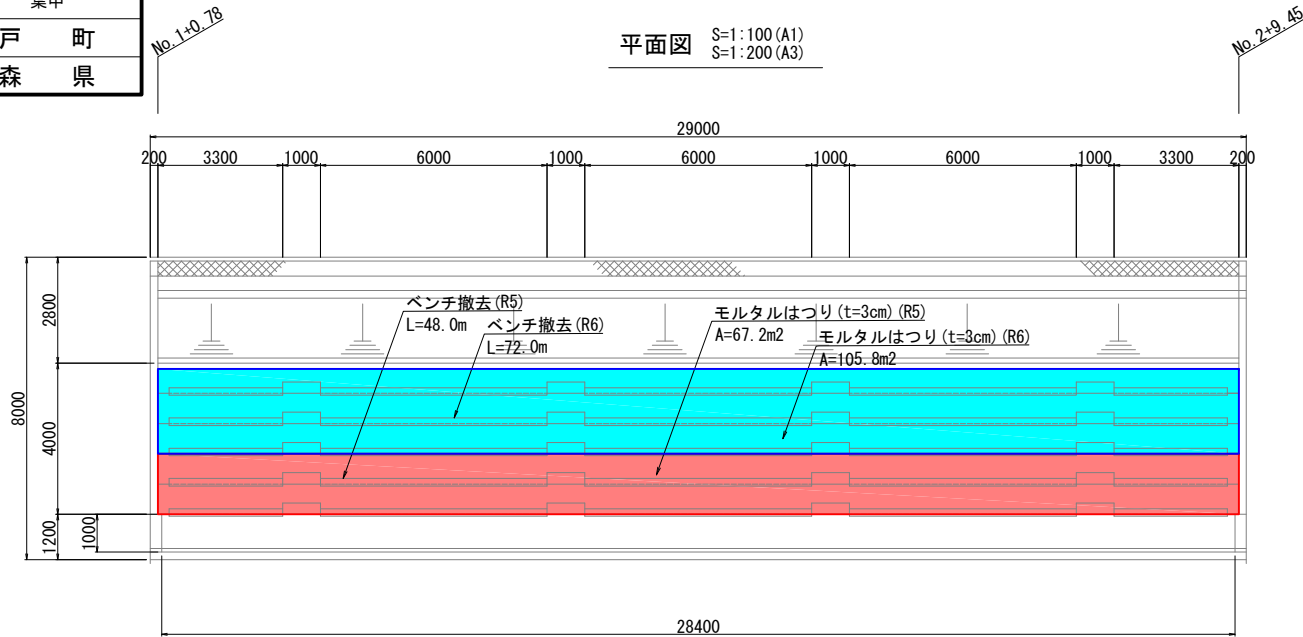 戸 町
森 県
No.1+0.78
平面図 S=1:100(A1)
S=1:200(A3)
No.2+9.45
29000
200 3300 1000 6000 1000 6000 1000 6000 1000 3300 200
8000
2800
4000
1200
1000
ベンチ撤去(R5)
L=48.0m
ベンチ撤去(R6)
L=72.0m
モルタルはつり(t=3cm)(R5)
A=67.2m2
モルタルはつり(t=3cm)(R6)
A=105.8m2
28400